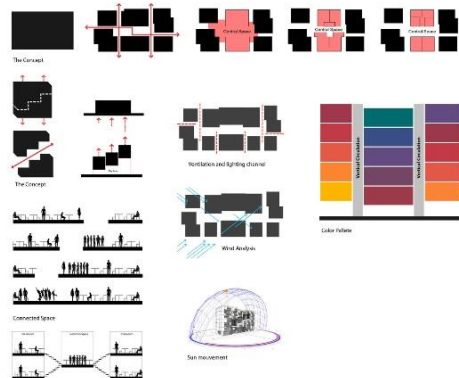 Central Space
Central Space
Central Space
The Concept
The Concept
Ventilation and lighting channel
Vertical Circulation
Vertical Circulation
Wind Analysis
Color Pallete
Connected Space
Sun mouvement